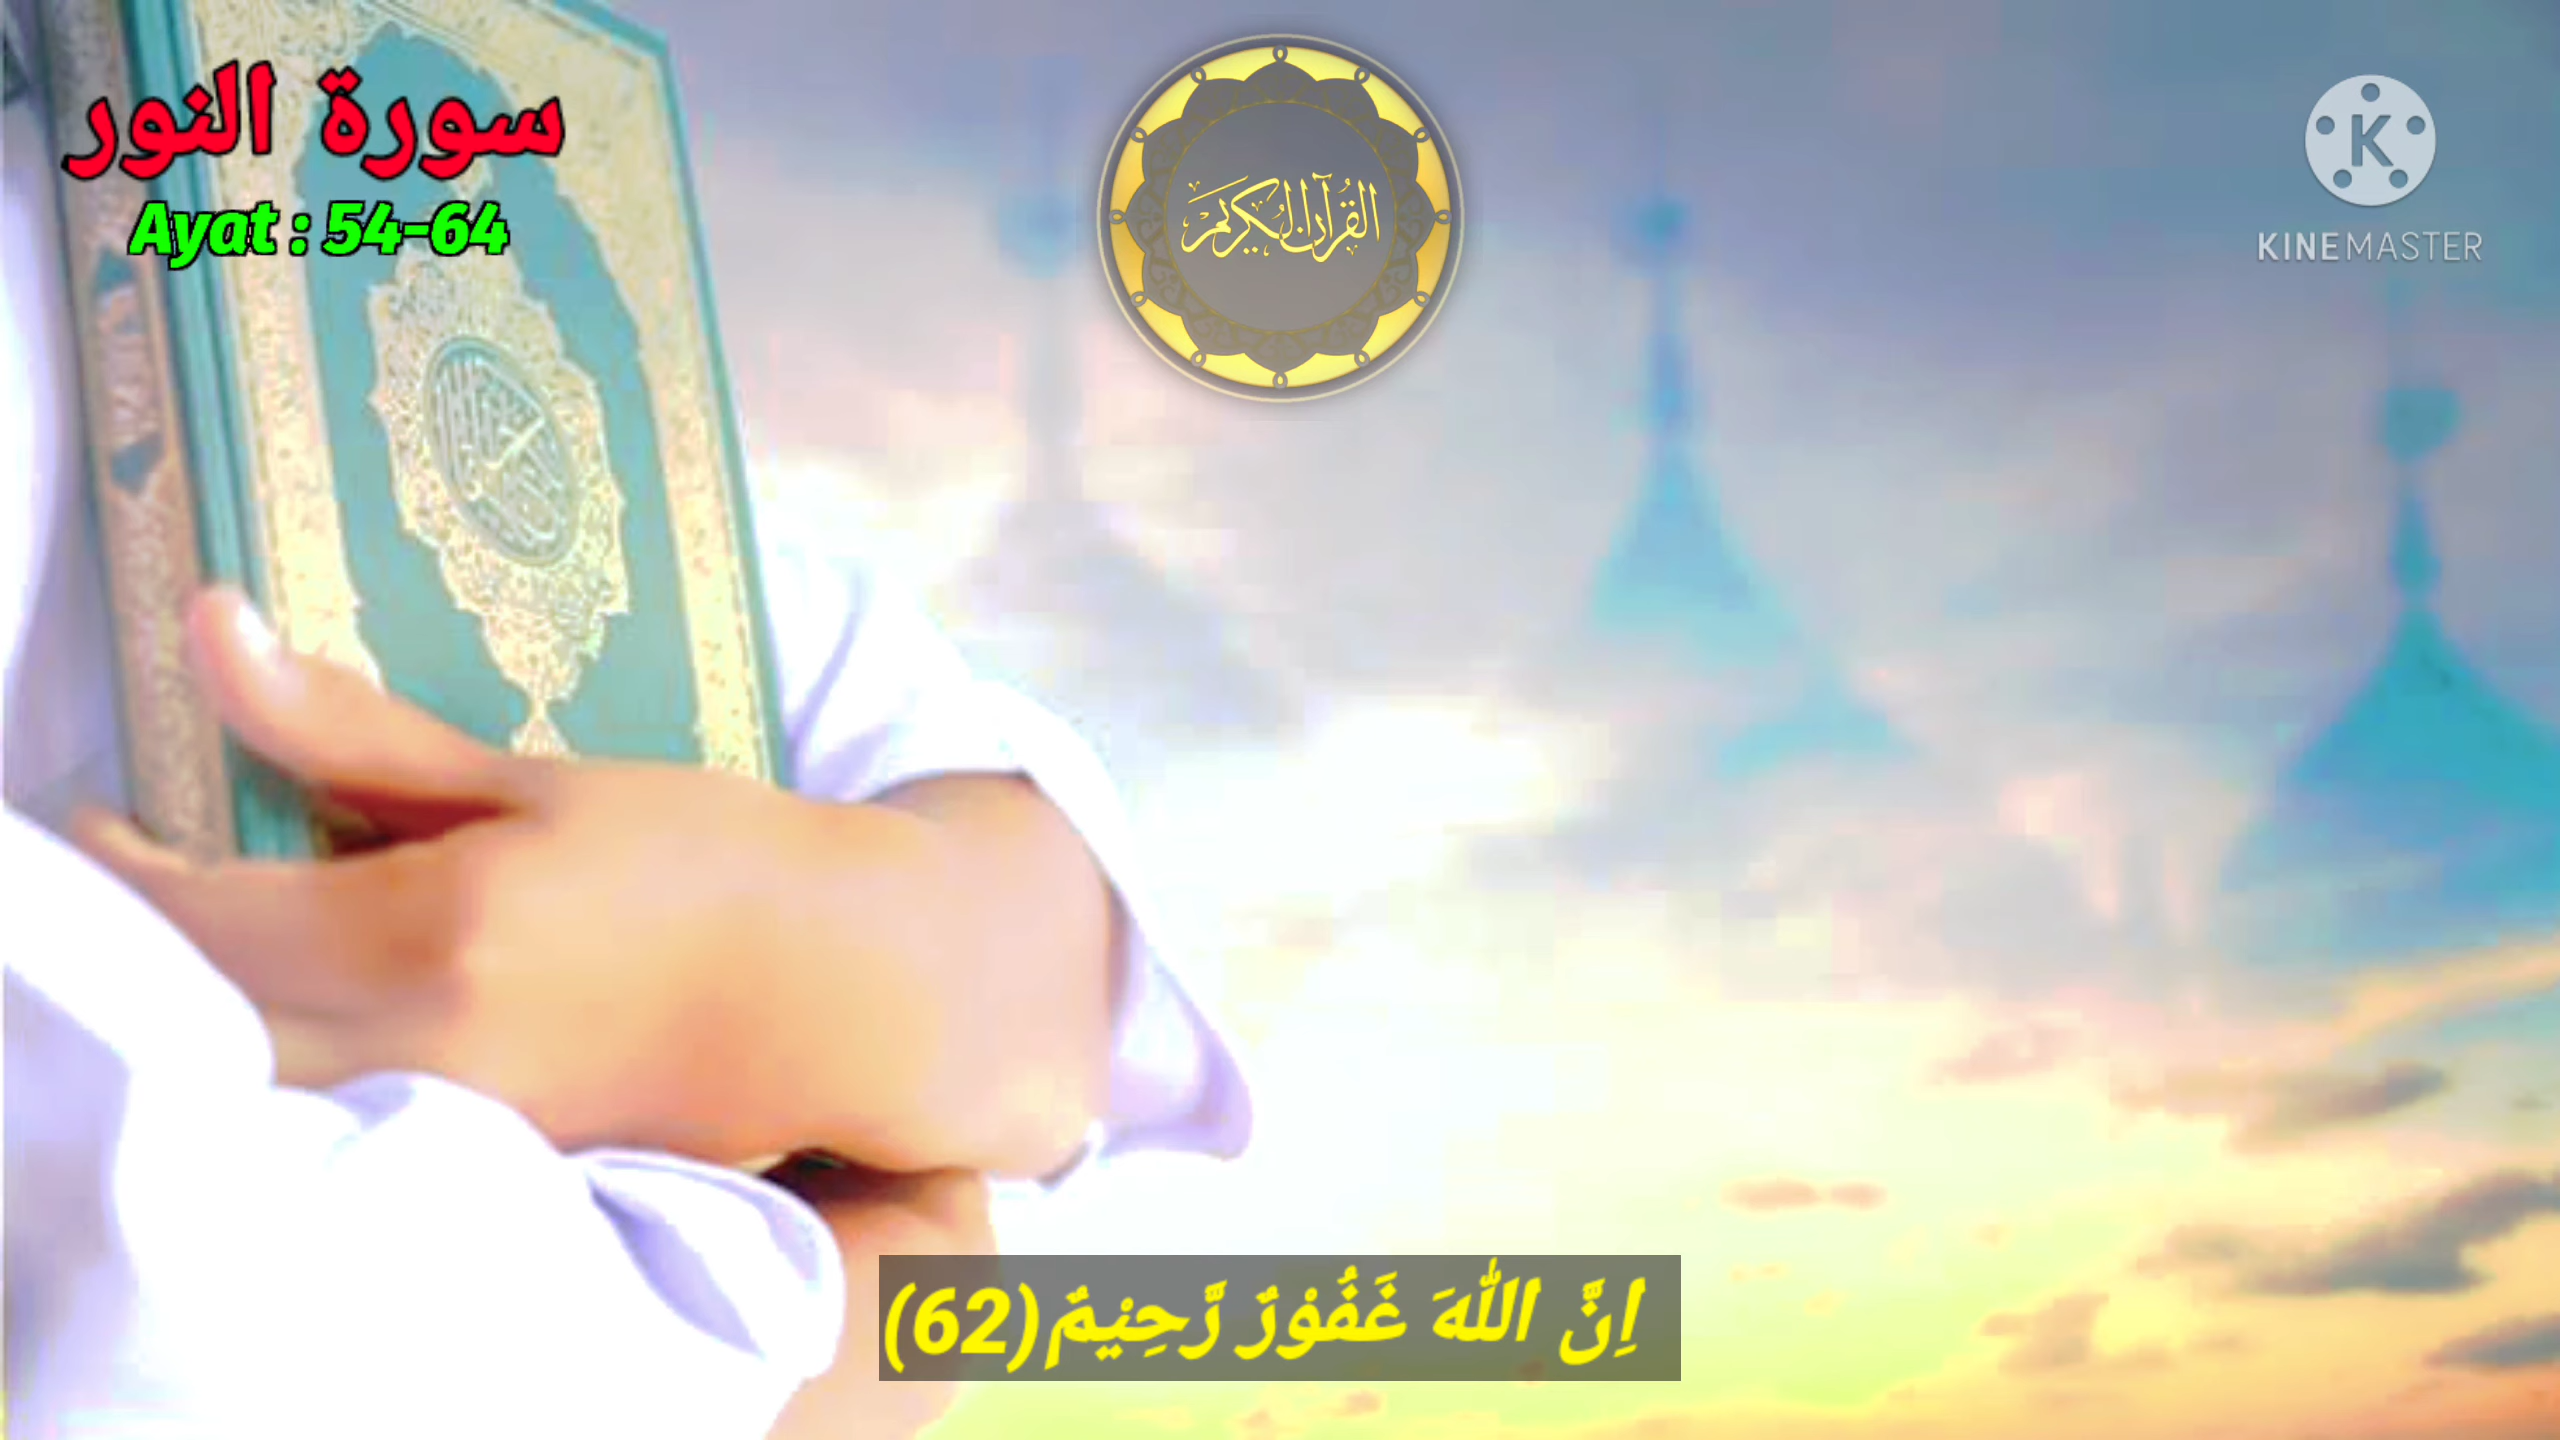 سورة النور
Ayat : 54-64
القرآن الكريم
K
KINEMASTER
اِنَّ اللّٰهَ غَفُوْرٌ رَّحِيْمٌ(62)